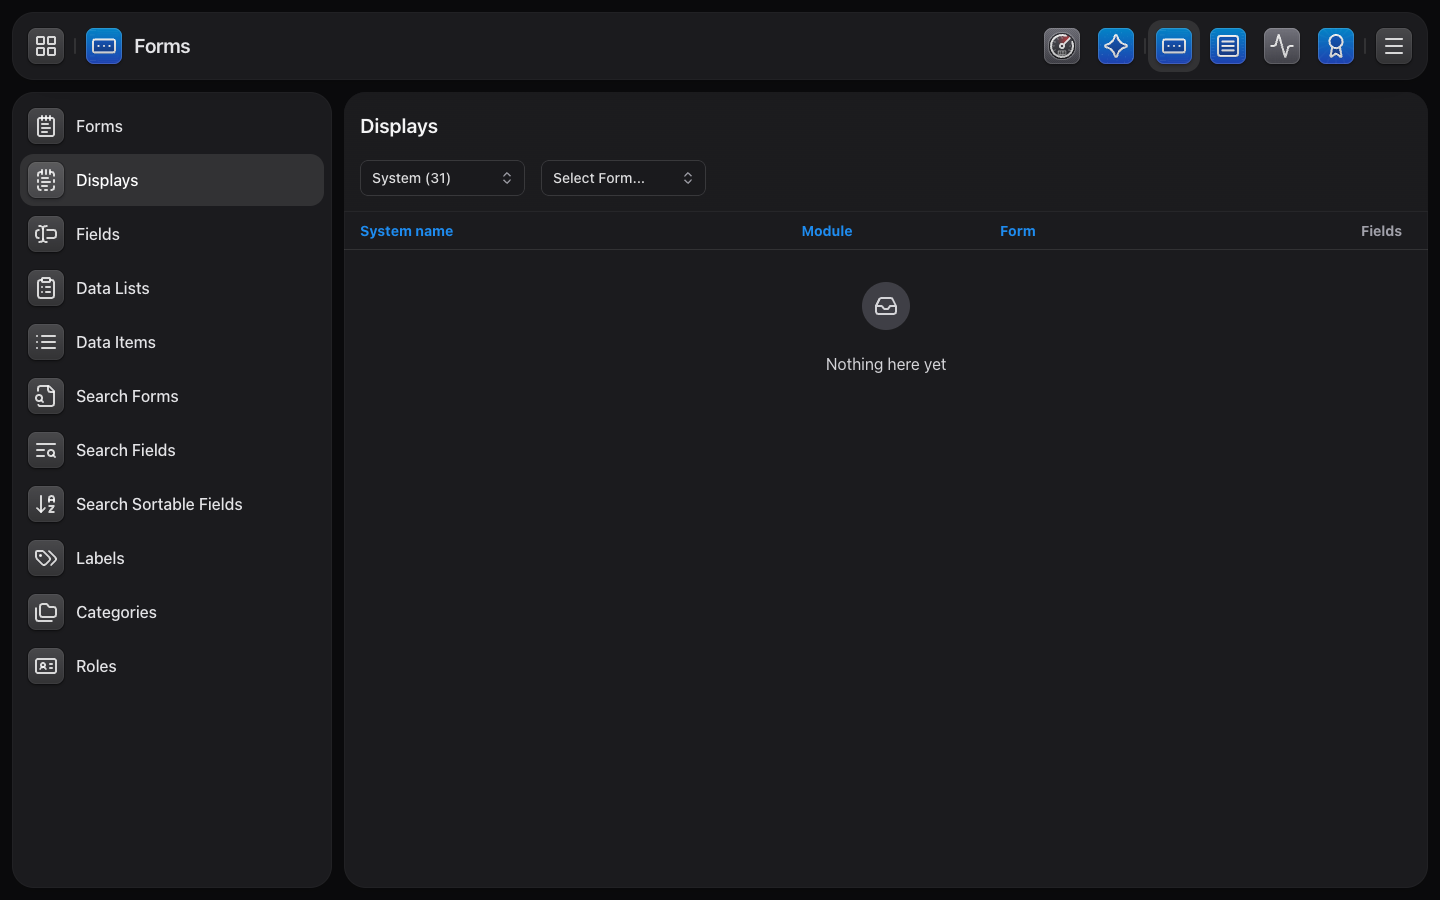 Forms
Forms
Displays
Fields
Data Lists
Data Items
Search Forms
Search Fields
Search Sortable Fields
Labels
Categories
Roles
Displays
System (31)
Select Form...
System name
Module
Form
Fields
Nothing here yet